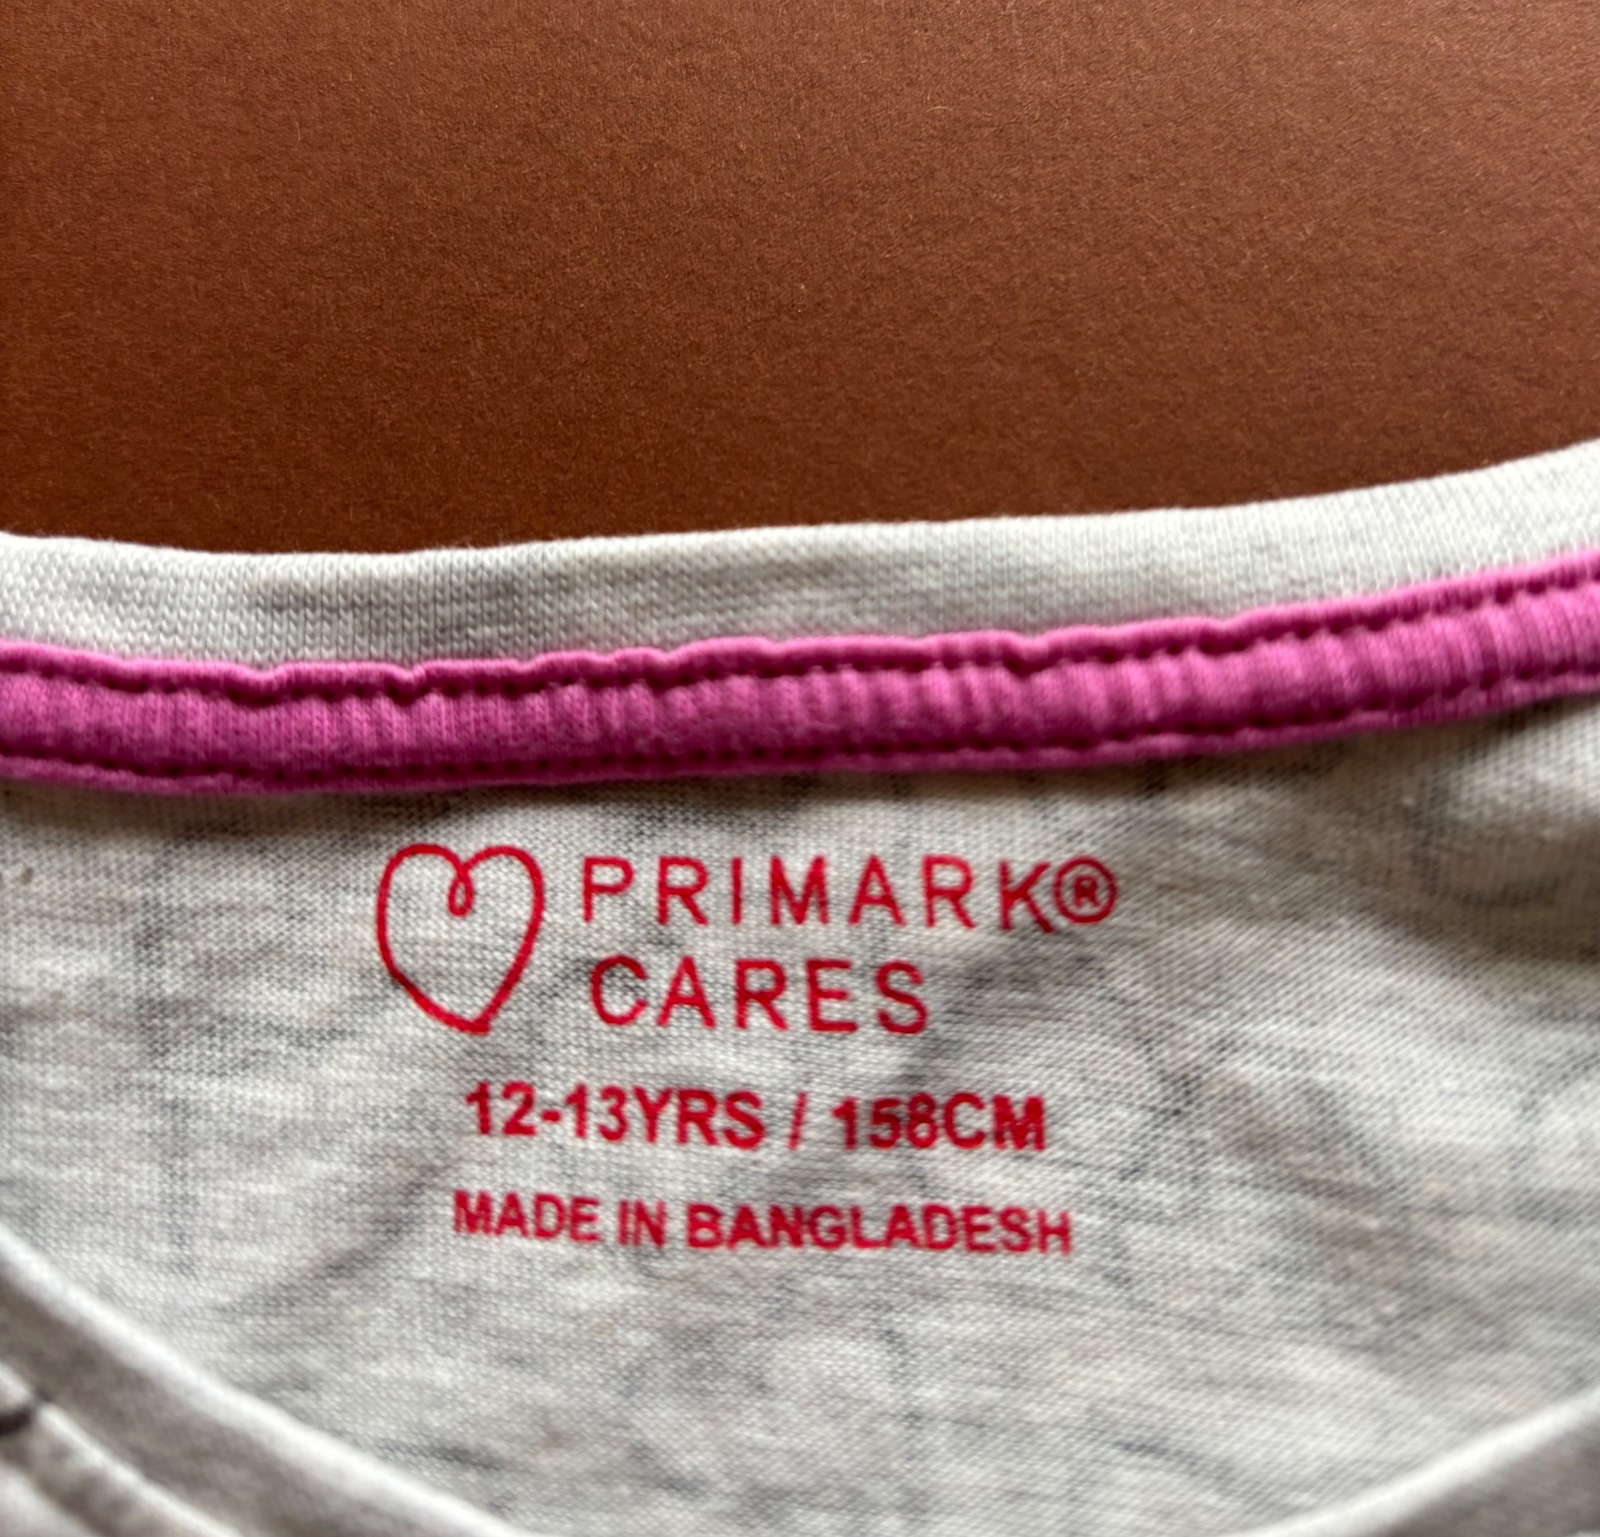 PRIMARK®
CARES
12-13YRS / 158CM
MADE IN BANGLADESH